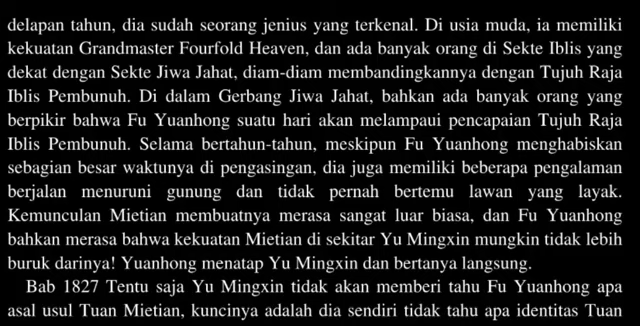 delapan tahun, dia sudah seorang jenius yang terkenal. Di usia muda, ia memiliki
kekuatan Grandmaster Fourfold Heaven, dan ada banyak orang di Sekte Iblis yang
dekat dengan Sekte Jiwa Jahat, diam-diam membandingkannya dengan Tujuh Raja
Iblis Pembunuh. Di dalam Gerbang Jiwa Jahat, bahkan ada banyak orang yang
berpikir bahwa Fu Yuanhong suatu hari akan melampaui pencapaian Tujuh Raja
Iblis Pembunuh. Selama bertahun-tahun, meskipun Fu Yuanhong menghabiskan
sebagian besar waktunya di pengasingan, dia juga memiliki beberapa pengalaman
berjalan menuruni gunung dan tidak pernah bertemu lawan yang layak.
Kemunculan Mietian membuatnya merasa sangat luar biasa, dan Fu Yuanhong
bahkan merasa bahwa kekuatan Mietian di sekitar Yu Mingxin mungkin tidak lebih
buruk darinya! Yuanhong menatap Yu Mingxin dan bertanya langsung.
Bab 1827 Tentu saja Yu Mingxin tidak akan memberi tahu Fu Yuanhong apa
asal usul Tuan Mietian, kuncinya adalah dia sendiri tidak tahu apa identitas Tuan